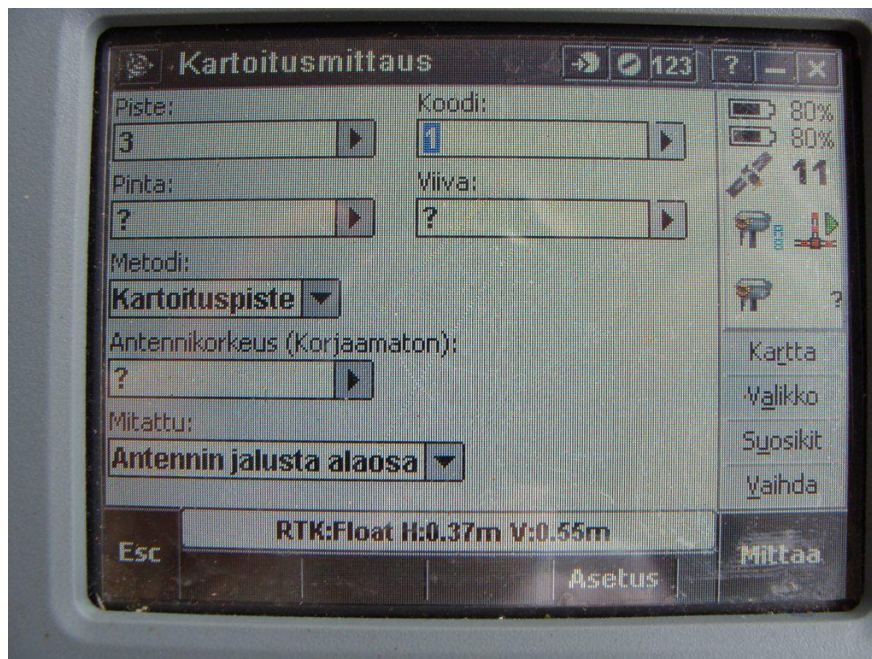 Kartoitusmittaus 123 ?
Piste: Koodi:
3 1
Pinta: Viiva:
? ?
Metodi:
Kartoituspiste
Antennikorkeus (Korjaamaton):
?
Mitattu:
Antennin jalusta alaosa
80%
80%
11
?
Kartta
Valikko
Suosikit
Vaihda
RTK:Float H:0.37m V:0.55m
Esc Asetus Mittaa